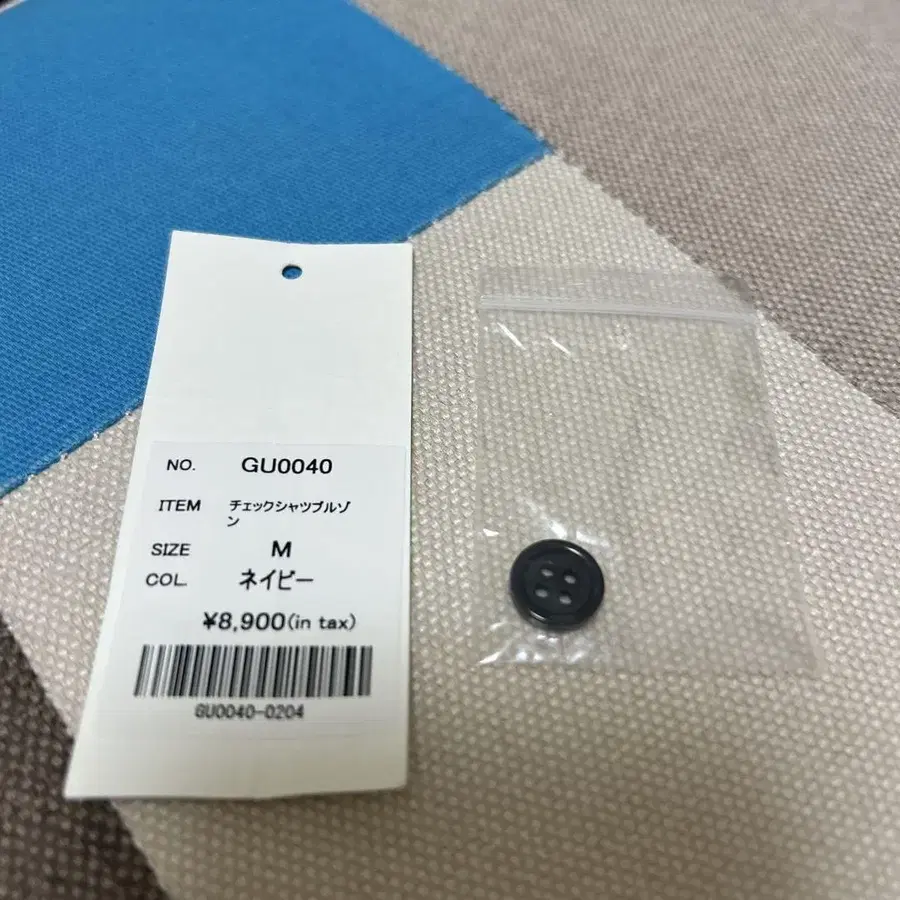 NO. GU0040
ITEM チェックシャツブルゾ
ン
SIZE M
COL. ネイビー
¥8,900(in tax)
GU0040-0204